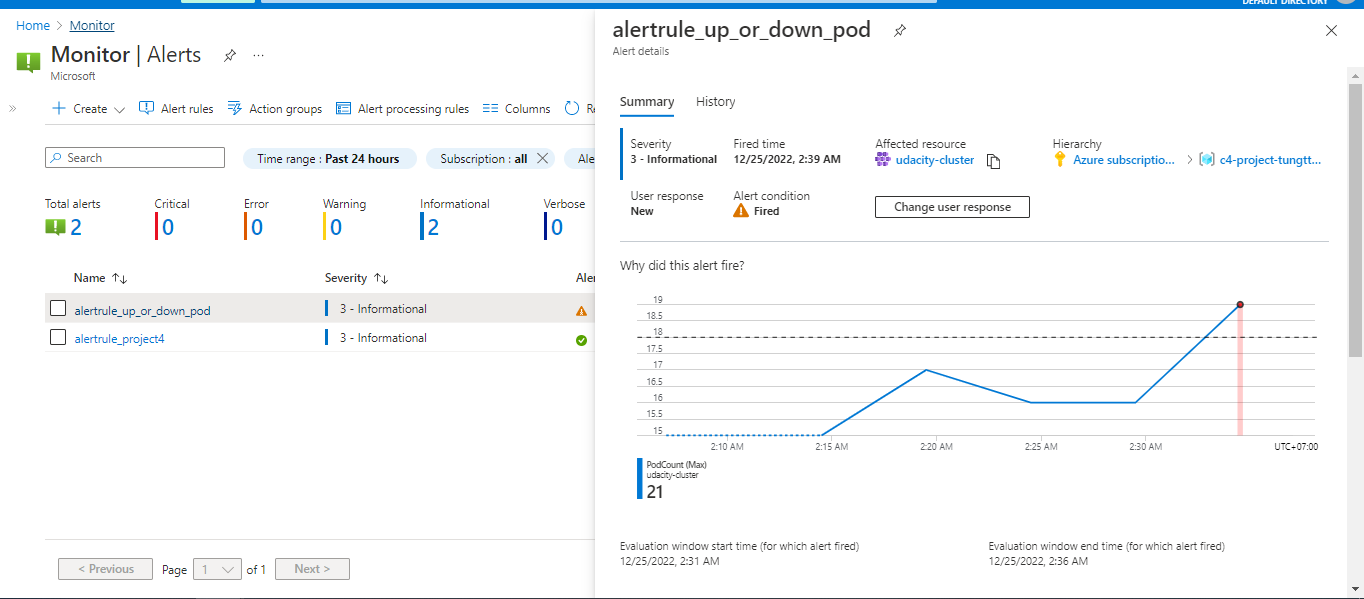 DEFAULT DIRECTORY
Home > Monitor
Monitor | Alerts
Microsoft
Create
Alert rules
Action groups
Alert processing rules
Columns
Search
Time range : Past 24 hours
Subscription : all
Total alerts
2
Critical
0
Error
0
Warning
0
Informational
2
Verbose
0
Name
Severity
alertrule_up_or_down_pod
3 - Informational
alertrule_project4
3 - Informational
< Previous
Page
1
of 1
Next >
alertrule_up_or_down_pod
Alert details
Summary
History
Severity
3 - Informational
Fired time
12/25/2022, 2:39 AM
Affected resource
udacity-cluster
Hierarchy
Azure subscriptio... > c4-project-tungtt...
User response
New
Alert condition
Fired
Change user response
Why did this alert fire?
19
18.5
18
17.5
17
16.5
16
15.5
15
2:10 AM
2:15 AM
2:20 AM
2:25 AM
2:30 AM
UTC+07:00
PodCount (Max)
udacity-cluster
21
Evaluation window start time (for which alert fired)
12/25/2022, 2:31 AM
Evaluation window end time (for which alert fired)
12/25/2022, 2:36 AM